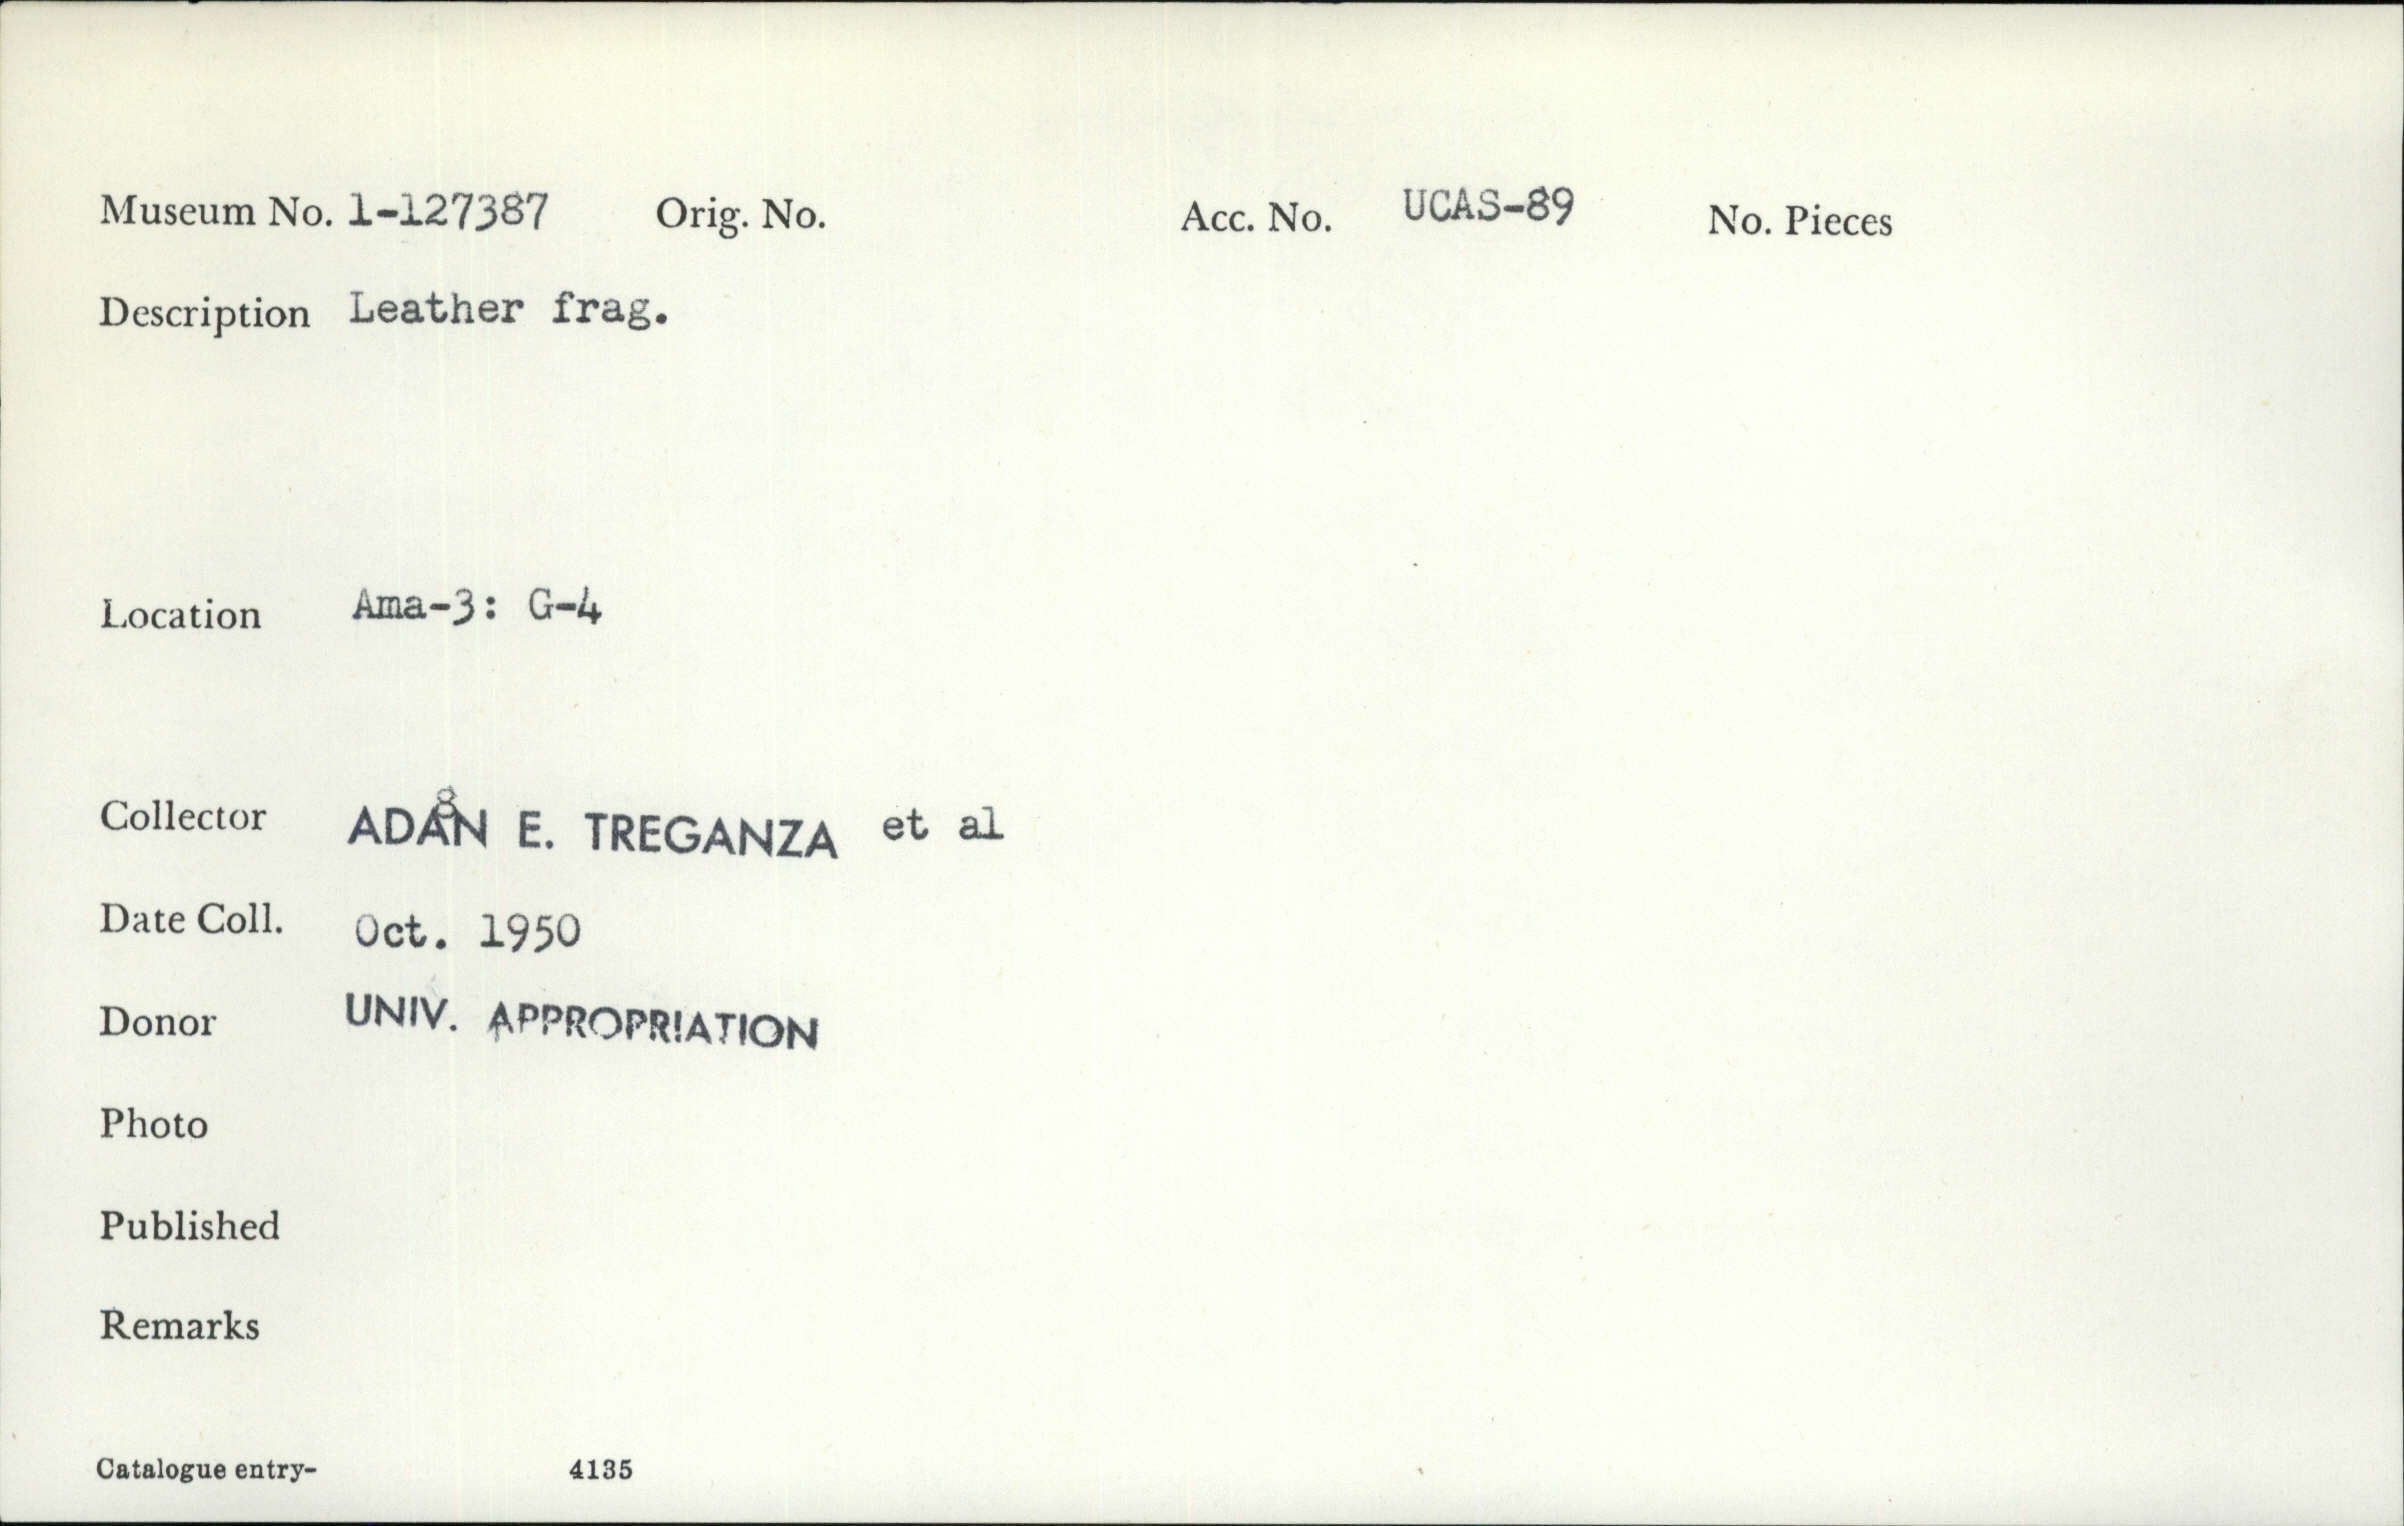 Museum No. 1-127387 Orig. No. Acc. No. UCAS-89 No. Pieces
Description Leather frag.
Location Ama-3: G-4
Collector ADAN E. TREGANZA et al
Date Coll. Oct. 1950
Donor UNIV. APPROPRIATION
Photo
Published
Remarks
Catalogue entry- 4135